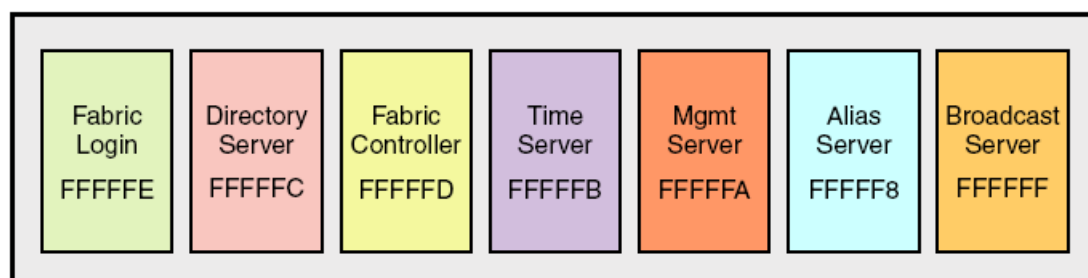 Fabric
Login
FFFFFE
Directory
Server
FFFFFC
Fabric
Controller
FFFFFD
Time
Server
FFFFFB
Mgmt
Server
FFFFFA
Alias
Server
FFFFF8
Broadcast
Server
FFFFFF